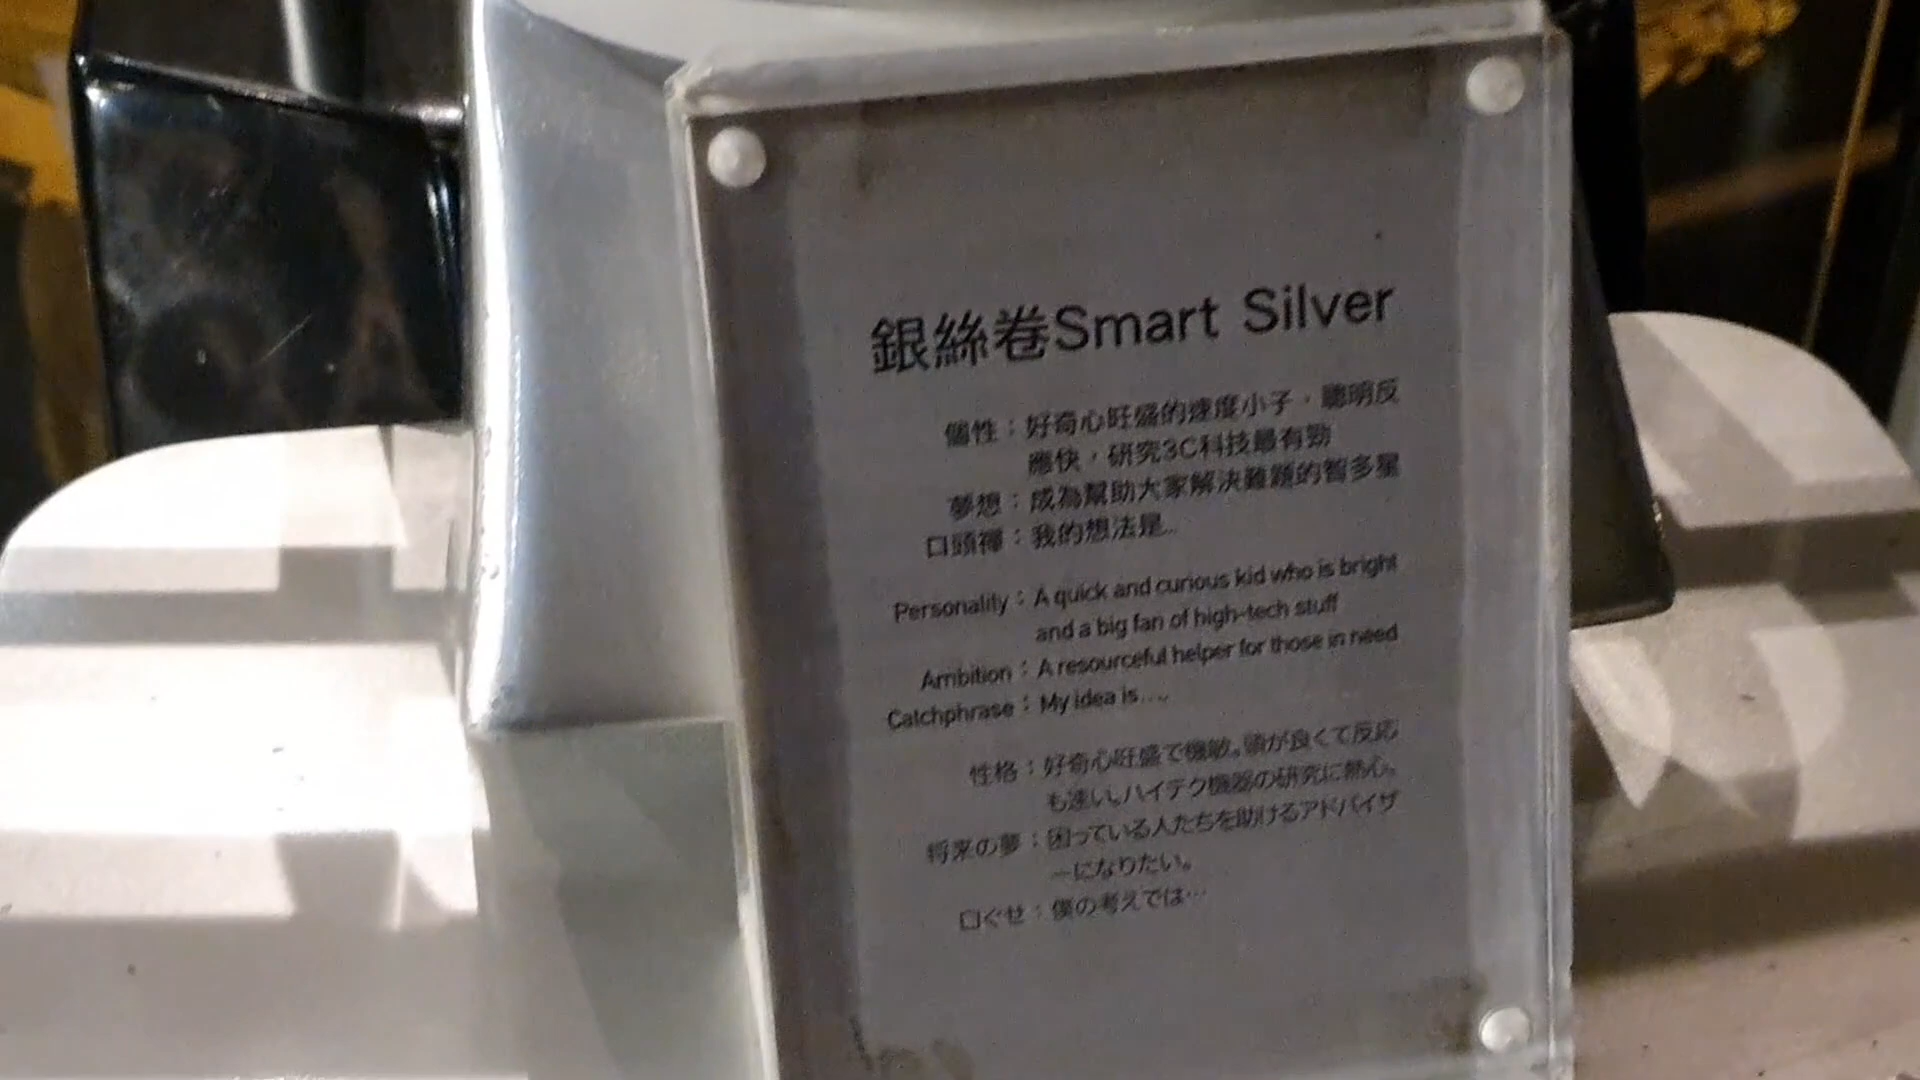 銀絲卷Smart Silver
個性：好奇心旺盛的速度小子，聰明反
應快，研究3C科技最有勁
夢想：成為幫助大家解決難題的智多星
口頭禪：我的想法是...
Personality：A quick and curious kid who is bright
and a big fan of high-tech stuff
Ambition：A resourceful helper for those in need
Catchphrase：My idea is....
性格：好奇心旺盛で機敏。頭が良くて反応
も速い。ハイテク機器の研究に熱心。
将来の夢：困っている人たちを助けるアドバイザ
ーになりたい。
口ぐせ：僕の考えでは…